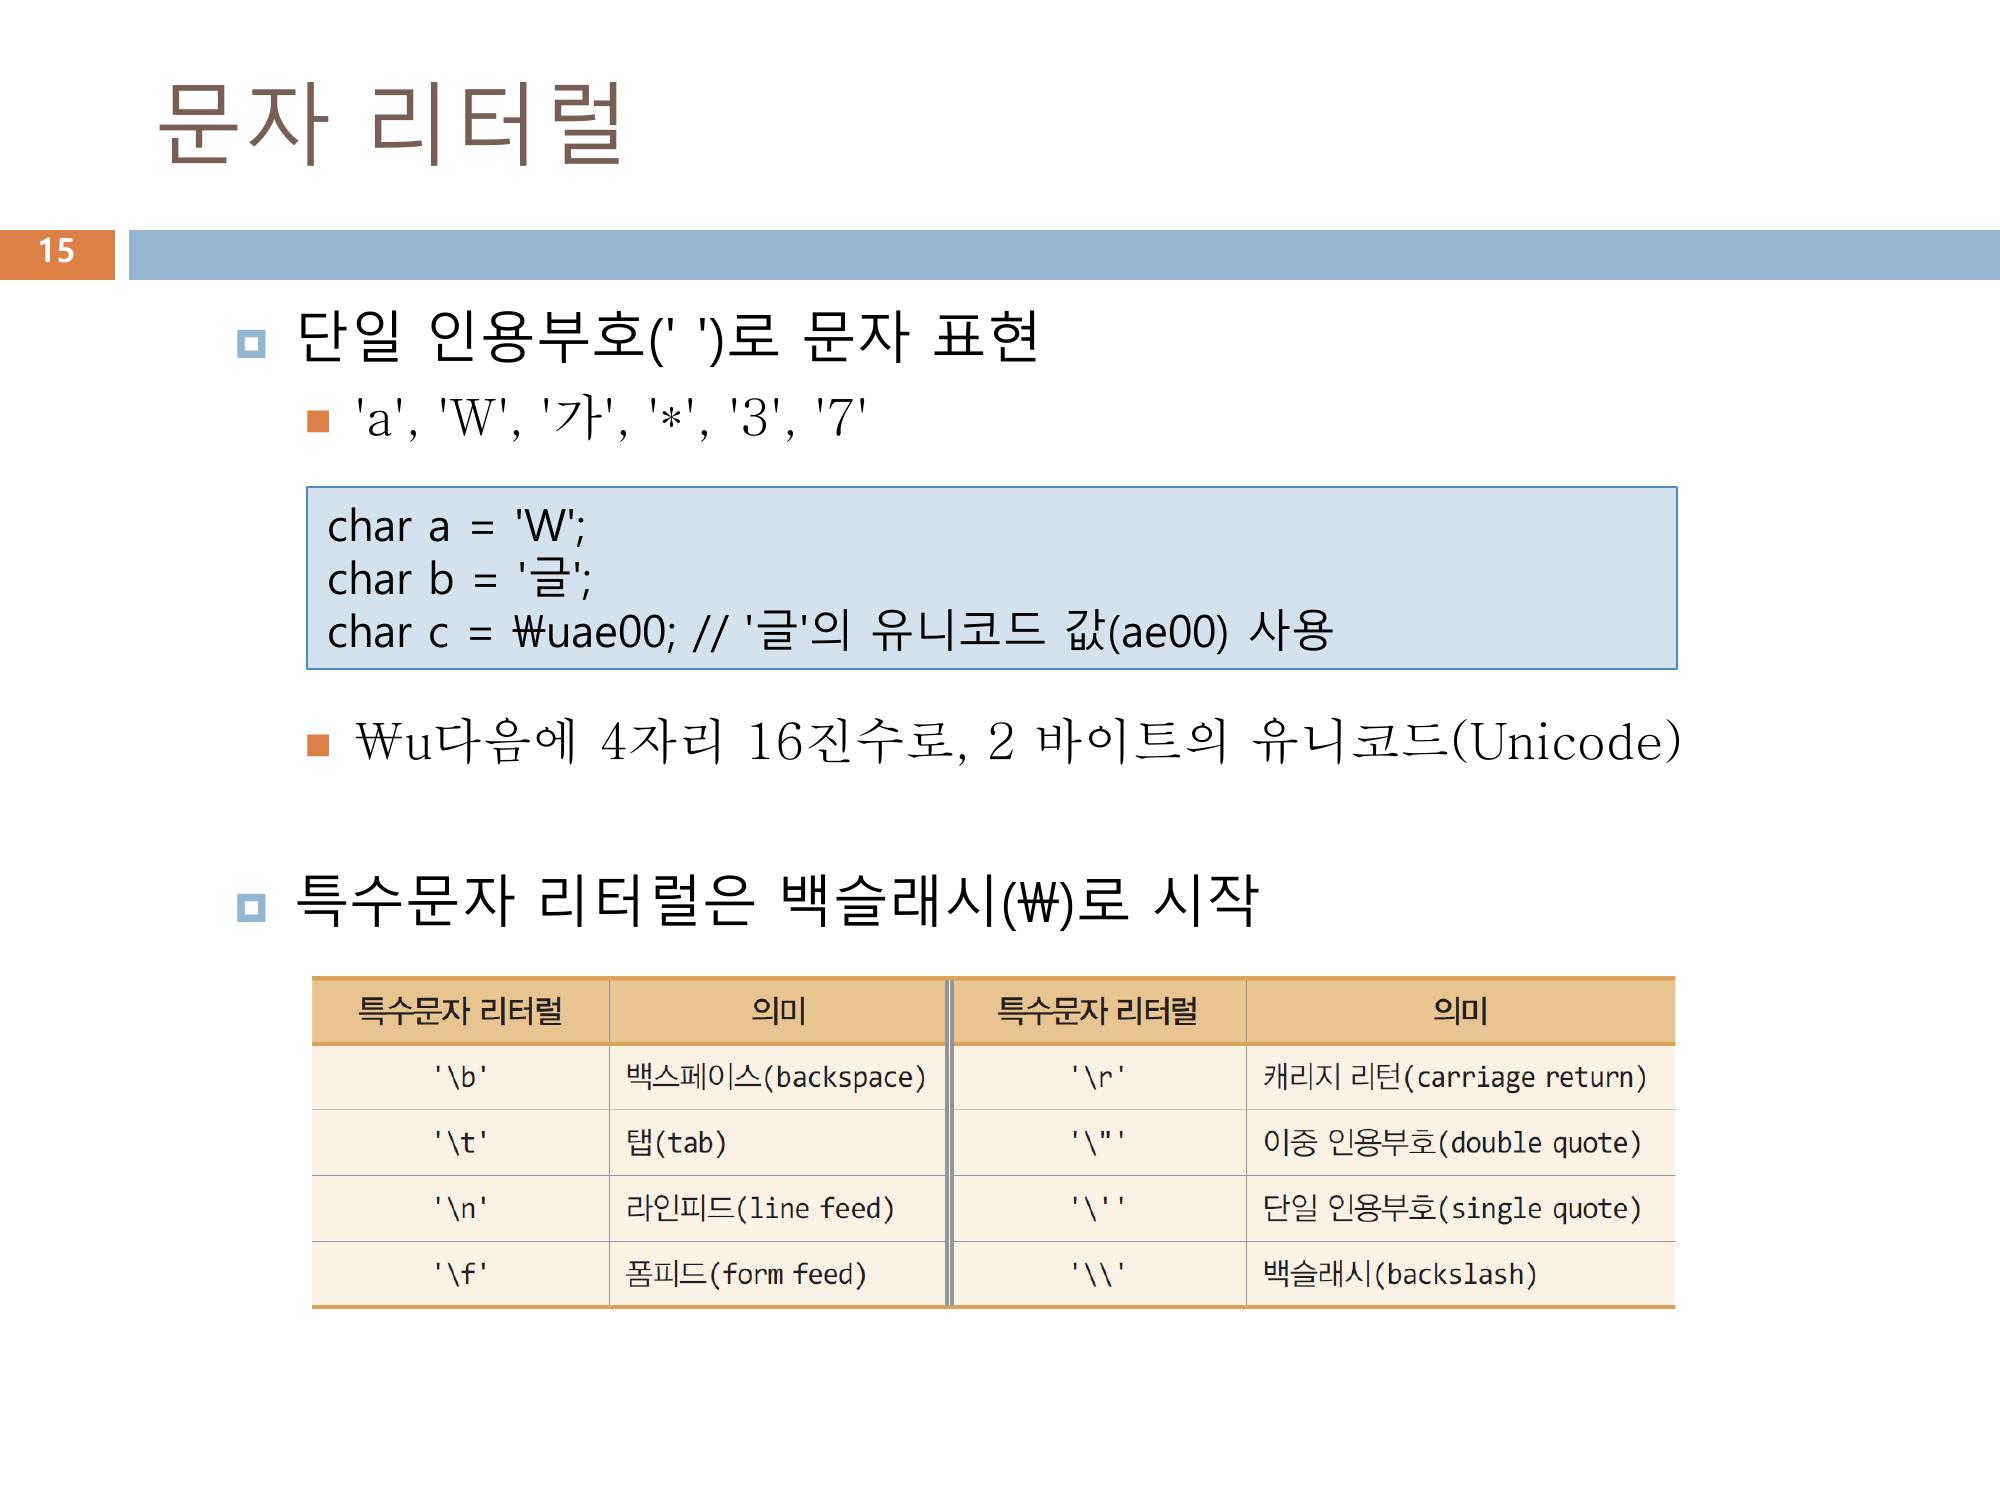 문자 리터럴
15
단일 인용부호(' ')로 문자 표현
'a', 'W', '가', '*', '3', '7'
char a = 'W';
char b = '글';
char c = ₩uae00; // '글'의 유니코드 값(ae00) 사용
₩u다음에 4자리 16진수로, 2 바이트의 유니코드(Unicode)
특수문자 리터럴은 백슬래시(₩)로 시작
특수문자 리터럴 의미 특수문자 리터럴 의미
'\b' 백스페이스(backspace) '\r' 캐리지 리턴(carriage return)
'\t' 탭(tab) '\"' 이중 인용부호(double quote)
'\n' 라인피드(line feed) '\'' 단일 인용부호(single quote)
'\f' 폼피드(form feed) '\\' 백슬래시(backslash)